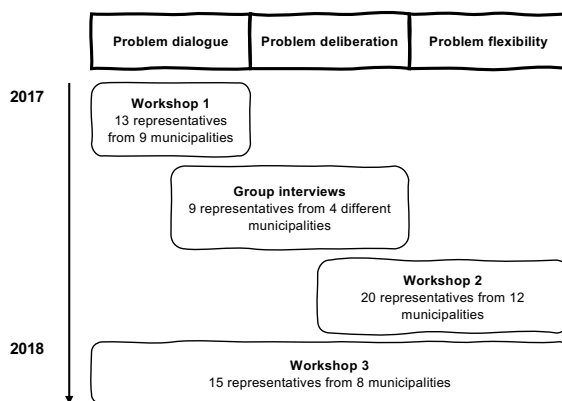 Problem dialogue
Problem deliberation
Problem flexibility
2017
Workshop 1
13 representatives
from 9 municipalities
Group interviews
9 representatives from 4 different
municipalities
Workshop 2
20 representatives from 12
municipalities
2018
Workshop 3
15 representatives from 8 municipalities